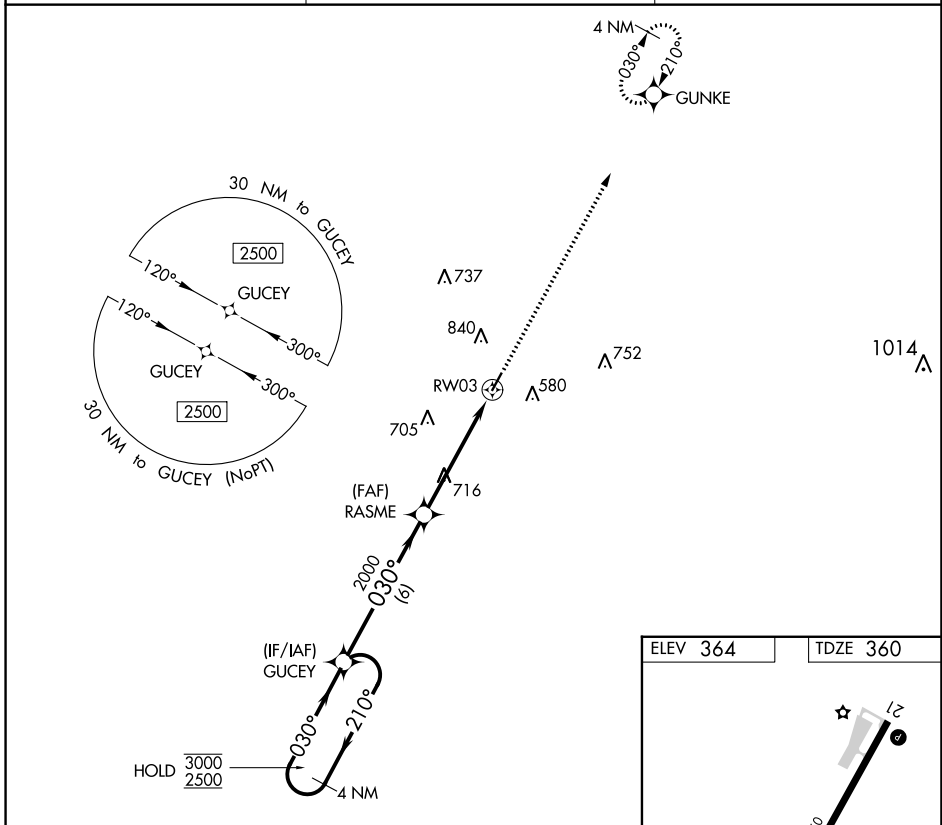 4 NM
030°
210°
GUNKE
30 NM to GUCEY
2500
120°
GUCEY
300°
120°
GUCEY
300°
2500
30 NM to GUCEY (NoPT)
737
840
752
1014
RW03
580
705
716
(FAF)
RASME
2000
030°
(6)
(IF/IAF)
GUCEY
030°
210°
HOLD 3000
2500
4 NM
ELEV 364
TDZE 360
21
P